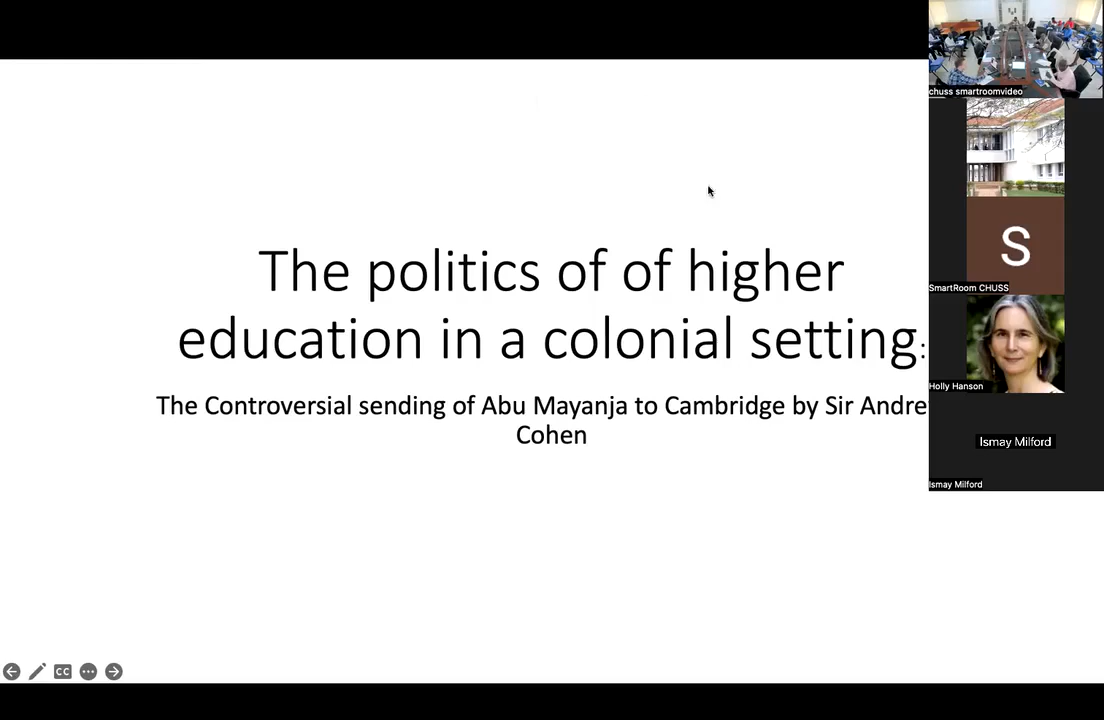 The politics of of higher
education in a colonial setting:
The Controversial sending of Abu Mayanja to Cambridge by Sir Andre
Cohen
chuss smartroomvideo
S
SmartRoom CHUSS
Holly Hanson
Ismay Milford
Ismay Milford
CC